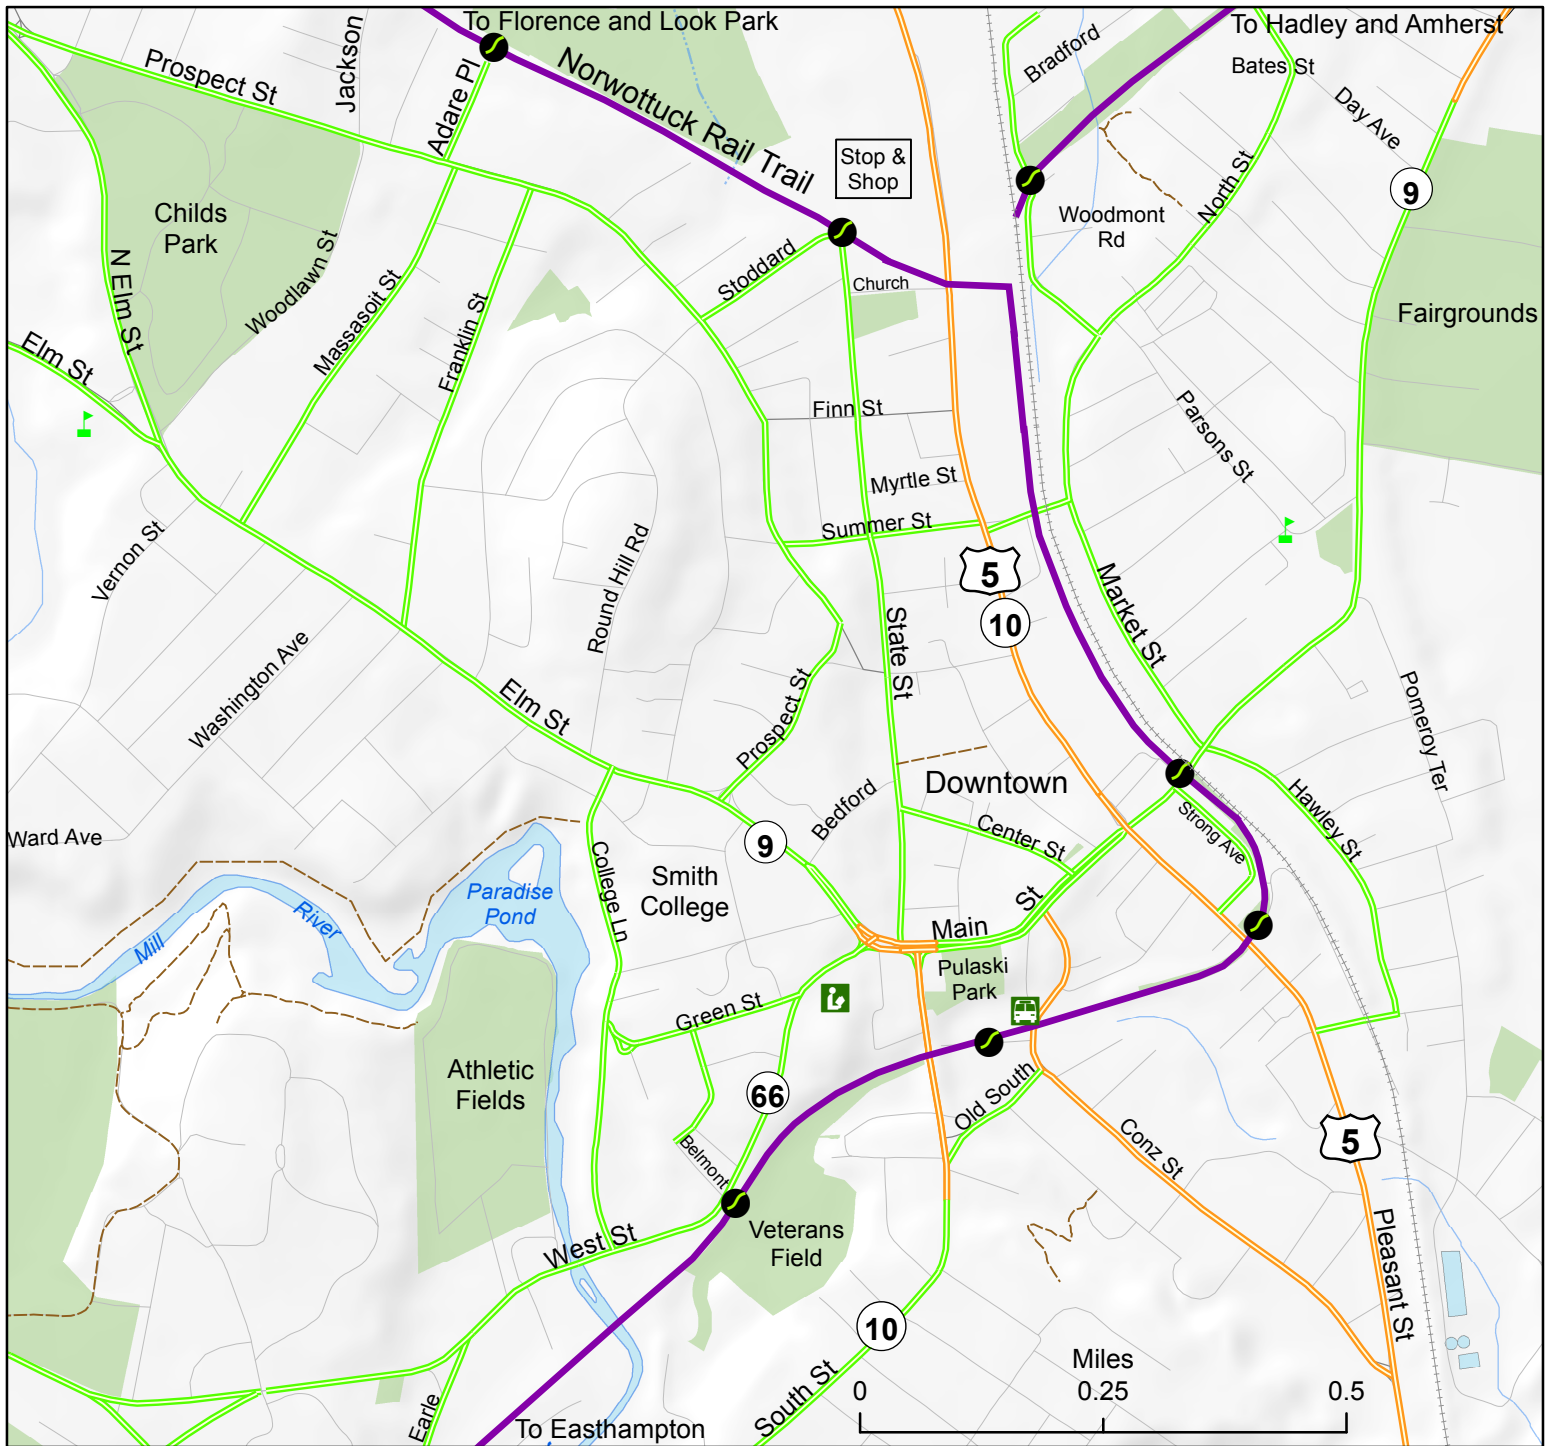 To Florence and Look Park
To Hadley and Amherst
Bradford
Bates St
Jackson
Prospect St
Adare Pl
Norwottuck Rail Trail
Day Ave
Stop &
Shop
9
North St
Woodmont
Rd
Childs
Park
N Elm St
Woodlawn St
Massasoit St
Franklin St
Stoddard
Church
Fairgrounds
Elm St
Finn St
Parsons St
Myrtle St
Summer St
Vernon St
Round Hill Rd
5
10
Market St
State St
Washington Ave
Elm St
Prospect St
Pomeroy Ter
Downtown
Bedford
Hawley St
Strong Ave
Center St
Ward Ave
9
College Ln
Smith
College
Paradise
Pond
Mill
River
Main
St
Pulaski
Park
Green St
Athletic
Fields
66
Old South
Conz St
5
Belmont
West St
Veterans
Field
Pleasant St
10
South St
Earle
To Easthampton
Miles
0
0.25
0.5